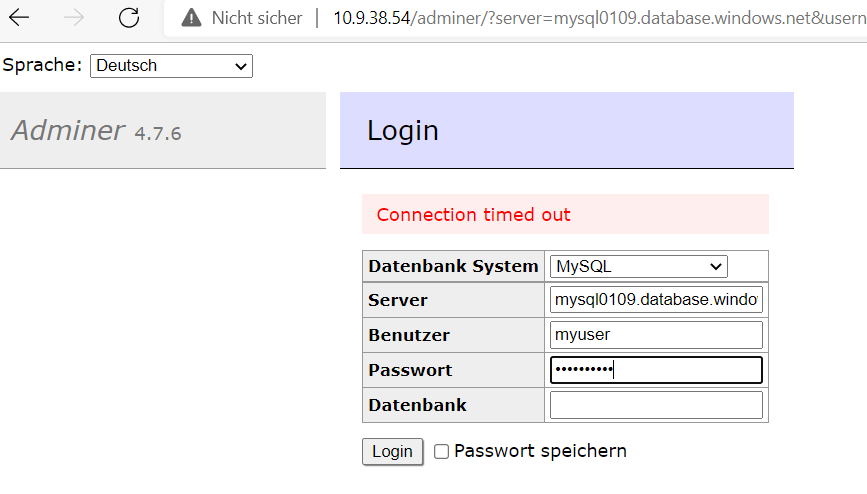 Nicht sicher | 10.9.38.54/adminer/?server=mysql0109.database.windows.net&usern
Sprache: Deutsch
Adminer 4.7.6
Login
Connection timed out
Datenbank System MySQL
Server mysql0109.database.windo
Benutzer myuser
Passwort ••••••••••
Datenbank
Login Passwort speichern